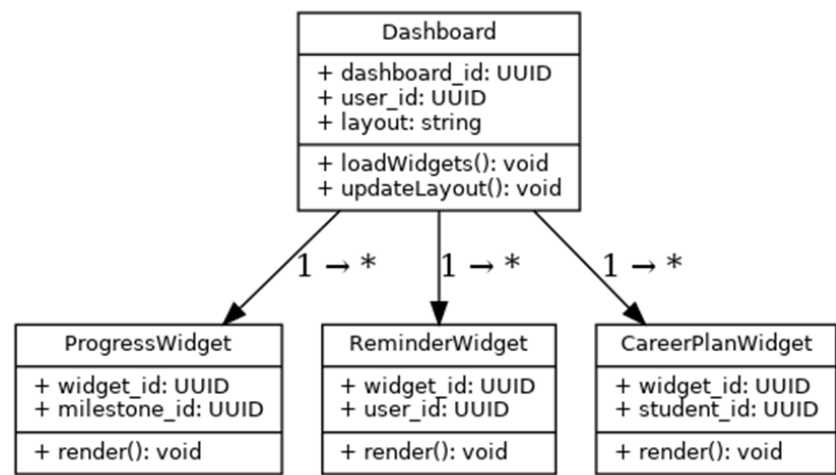 Dashboard
+ dashboard_id: UUID
+ user_id: UUID
+ layout: string
+ loadWidgets(): void
+ updateLayout(): void
1 → *
1 → *
1 → *
ProgressWidget
+ widget_id: UUID
+ milestone_id: UUID
+ render(): void
ReminderWidget
+ widget_id: UUID
+ user_id: UUID
+ render(): void
CareerPlanWidget
+ widget_id: UUID
+ student_id: UUID
+ render(): void